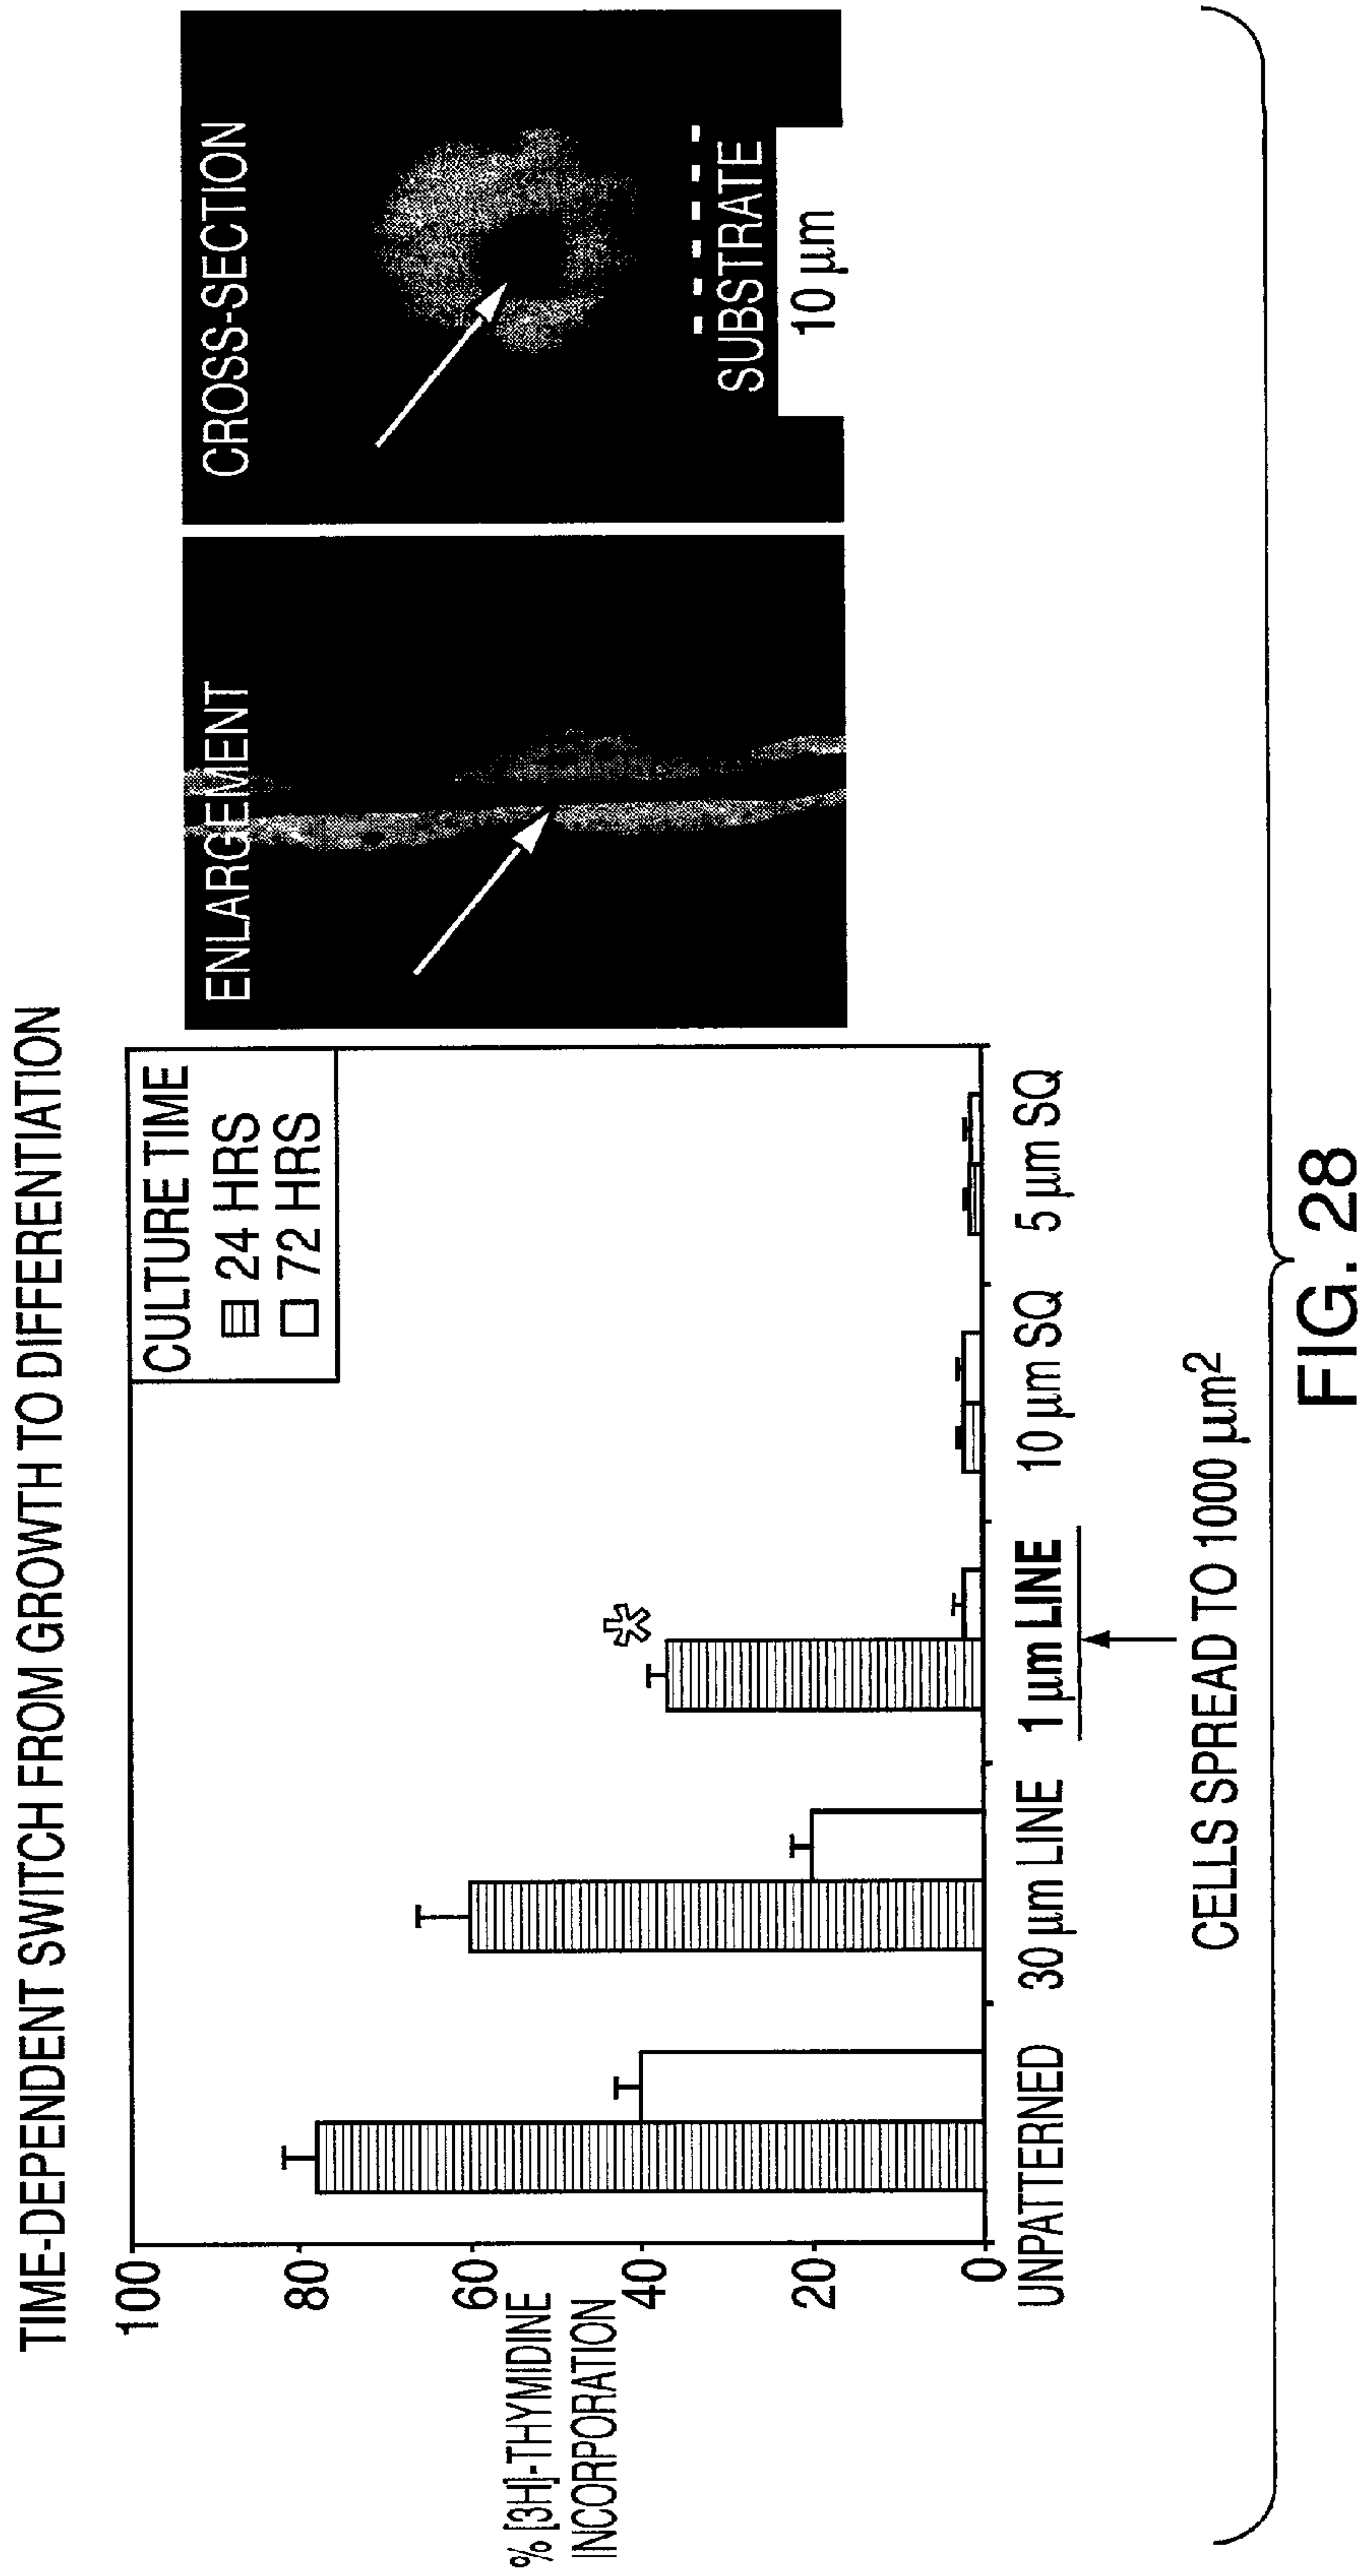 TIME-DEPENDENT SWITCH FROM GROWTH TO DIFFERENTIATION
100
80
60
40
20
0
% [3H]-THYMIDINE
INCORPORATION
CULTURE TIME
24 HRS
72 HRS
*
UNPATTERNED
30 µm LINE
1 µm LINE
10 µm SQ
5 µm SQ
CELLS SPREAD TO 1000 µm²
ENLARGEMENT
CROSS-SECTION
SUBSTRATE
10 µm
FIG. 28